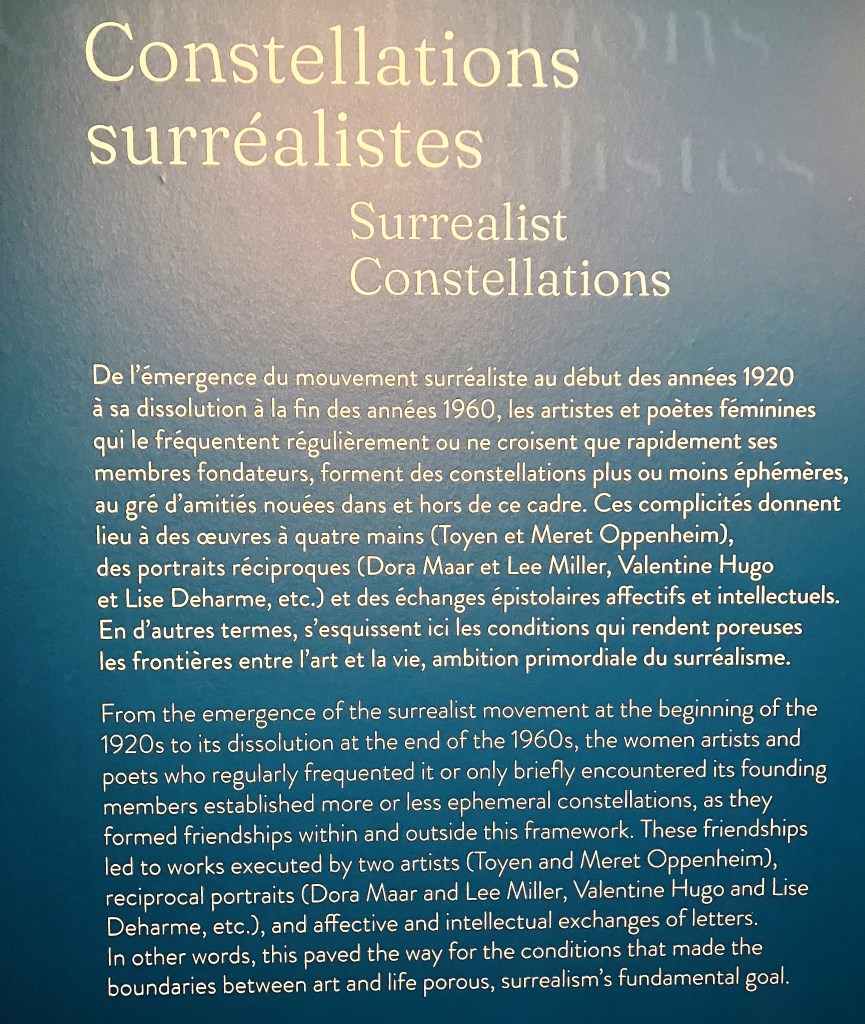 Constellations
surréalistes
Surrealist
Constellations
De l’émergence du mouvement surréaliste au début des années 1920
à sa dissolution à la fin des années 1960, les artistes et poètes féminines
qui le fréquentent régulièrement ou ne croisent que rapidement ses
membres fondateurs, forment des constellations plus ou moins éphémères,
au gré d’amitiés nouées dans et hors de ce cadre. Ces complicités donnent
lieu à des œuvres à quatre mains (Toyen et Meret Oppenheim),
des portraits réciproques (Dora Maar et Lee Miller, Valentine Hugo
et Lise Deharme, etc.) et des échanges épistolaires affectifs et intellectuels.
En d’autres termes, s’esquissent ici les conditions qui rendent poreuses
les frontières entre l’art et la vie, ambition primordiale du surréalisme.
From the emergence of the surrealist movement at the beginning of the
1920s to its dissolution at the end of the 1960s, the women artists and
poets who regularly frequented it or only briefly encountered its founding
members established more or less ephemeral constellations, as they
formed friendships within and outside this framework. These friendships
led to works executed by two artists (Toyen and Meret Oppenheim),
reciprocal portraits (Dora Maar and Lee Miller, Valentine Hugo and Lise
Deharme, etc.), and affective and intellectual exchanges of letters.
In other words, this paved the way for the conditions that made the
boundaries between art and life porous, surrealism’s fundamental goal.